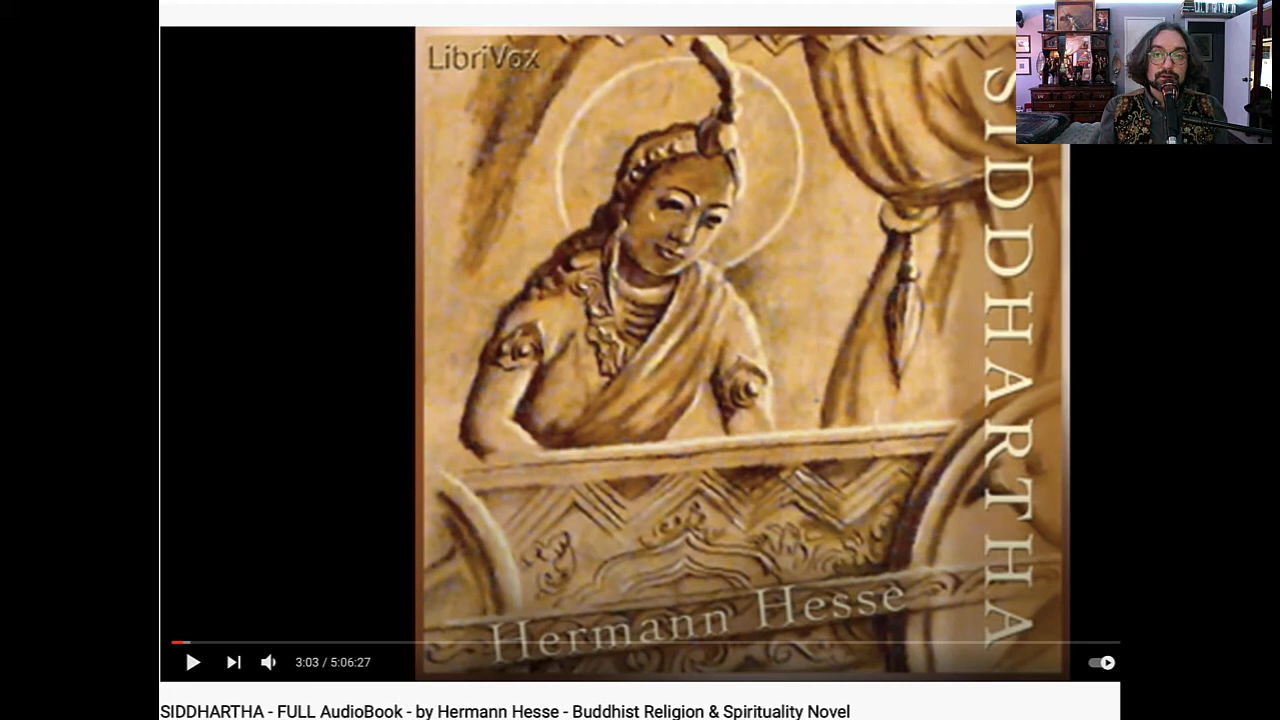 LibriVox
SIDDHARTHA
Hermann Hesse
3:03 / 5:06:27
SIDDHARTHA - FULL AudioBook - by Hermann Hesse - Buddhist Religion & Spirituality Novel